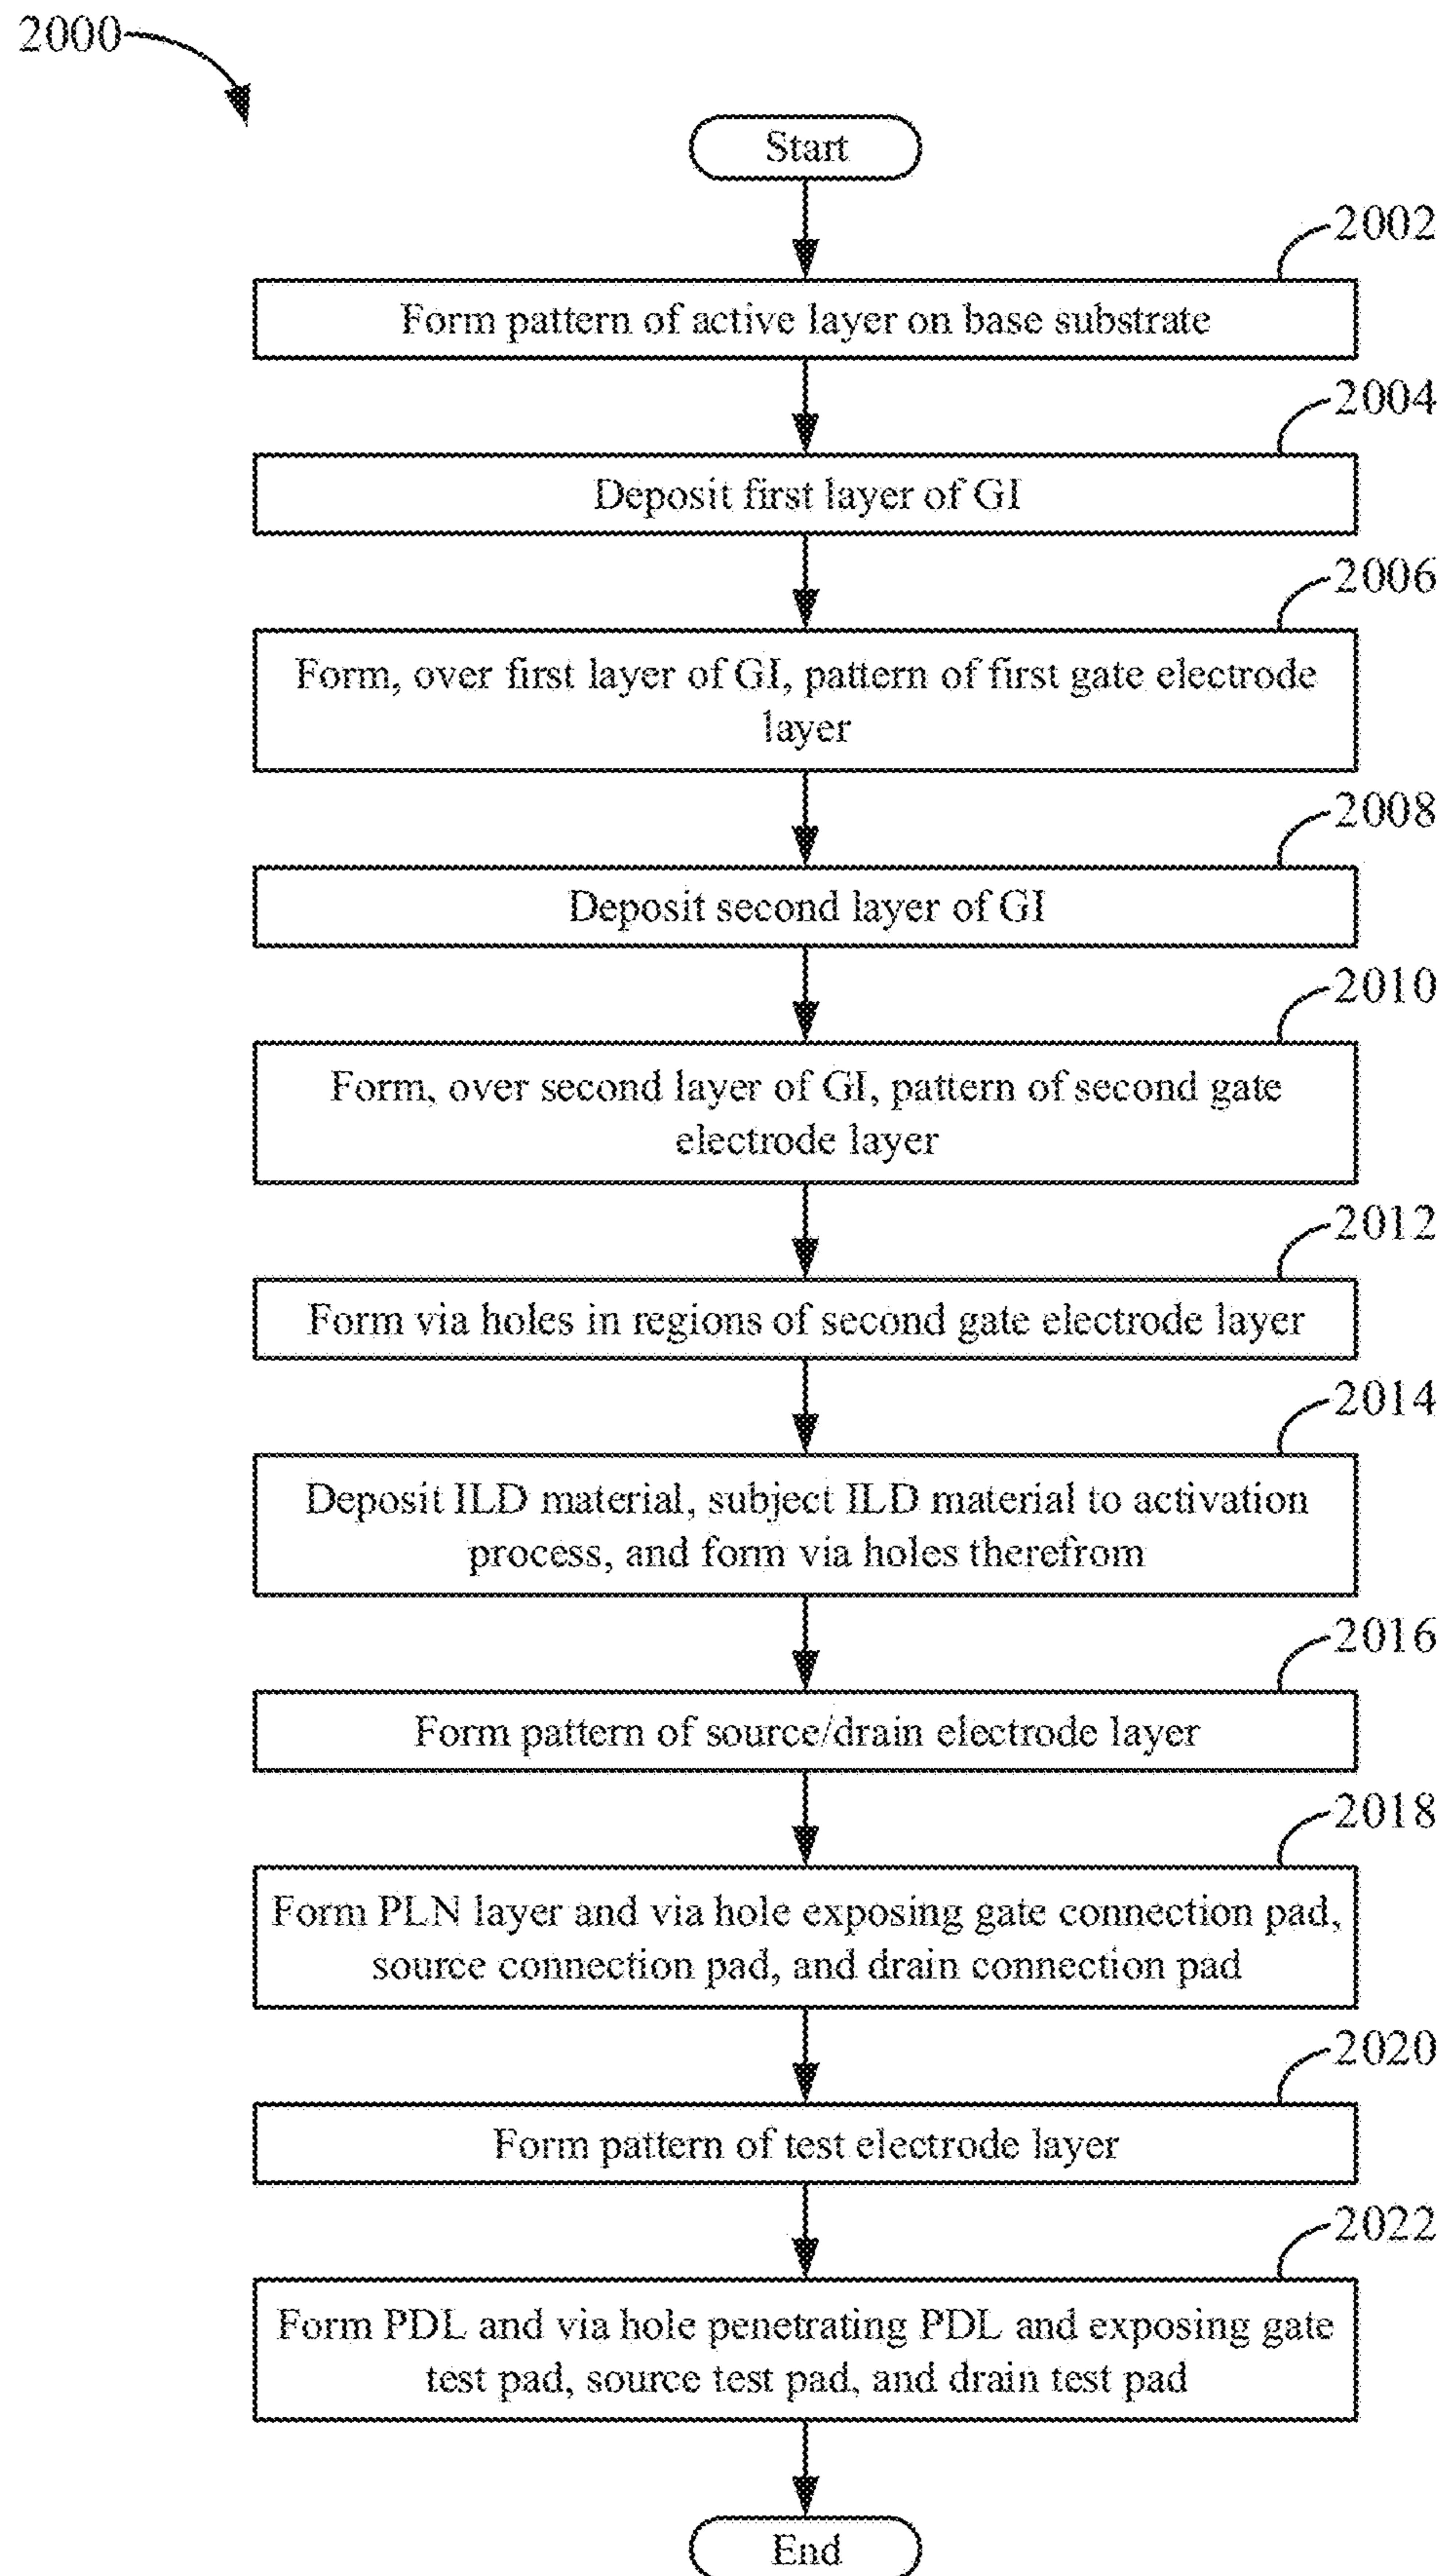 2000
Start
2002
Form pattern of active layer on base substrate
2004
Deposit first layer of GI
2006
Form, over first layer of GI, pattern of first gate electrode
layer
2008
Deposit second layer of GI
2010
Form, over second layer of GI, pattern of second gate
electrode layer
2012
Form via holes in regions of second gate electrode layer
2014
Deposit ILD material, subject ILD material to activation
process, and form via holes therefrom
2016
Form pattern of source/drain electrode layer
2018
Form PLN layer and via hole exposing gate connection pad,
source connection pad, and drain connection pad
2020
Form pattern of test electrode layer
2022
Form PDL and via hole penetrating PDL and exposing gate
test pad, source test pad, and drain test pad
End